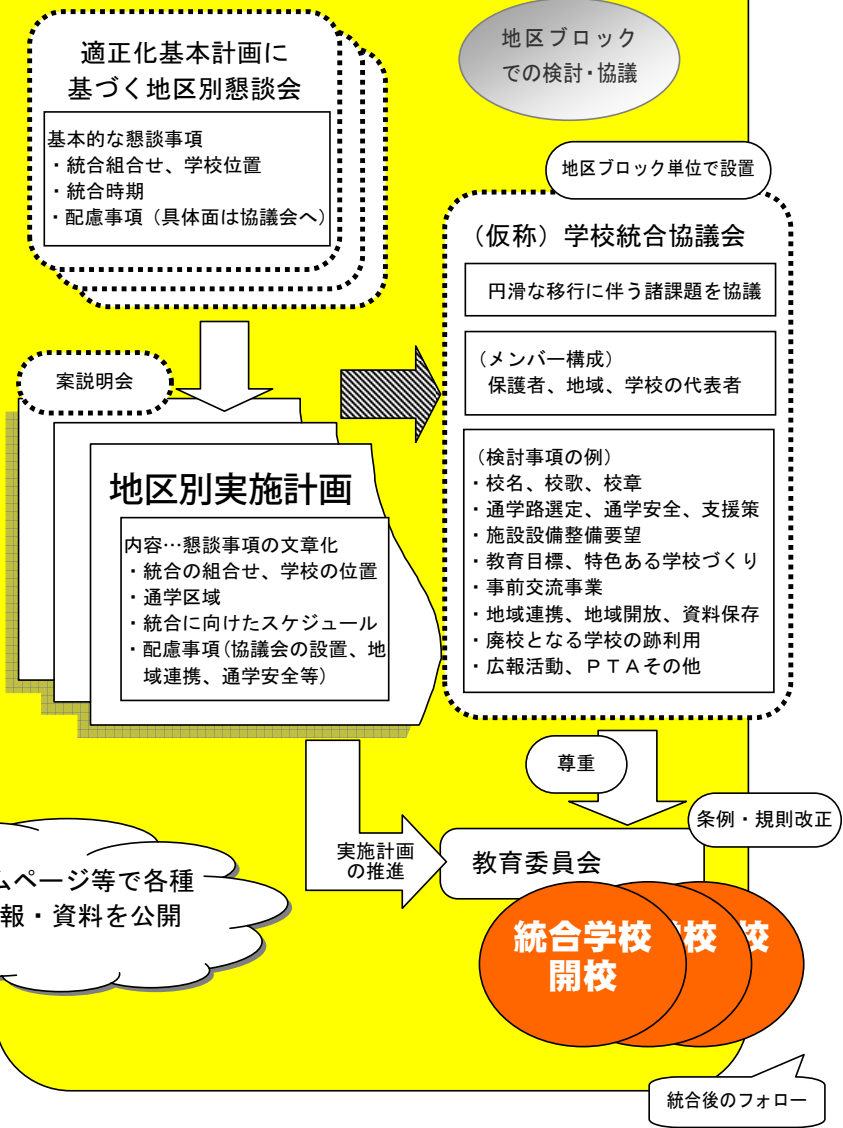 適正化基本計画に
基づく地区別懇談会
基本的な懇談事項
・統合組合せ、学校位置
・統合時期
・配慮事項（具体面は協議会へ）
地区ブロック
での検討・協議
地区ブロック単位で設置
（仮称）学校統合協議会
円滑な移行に伴う諸課題を協議
（メンバー構成）
保護者、地域、学校の代表者
（検討事項の例）
・校名、校歌、校章
・通学路選定、通学安全、支援策
・施設設備整備要望
・教育目標、特色ある学校づくり
・事前交流事業
・地域連携、地域開放、資料保存
・廃校となる学校の跡利用
・広報活動、ＰＴＡその他
案説明会
地区別実施計画
内容…懇談事項の文章化
・統合の組合せ、学校の位置
・通学区域
・統合に向けたスケジュール
・配慮事項（協議会の設置、地
域連携、通学安全等）
尊重
条例・規則改正
実施計画
の推進
教育委員会
ムページ等で各種
報・資料を公開
統合学校
開校
校
校
統合後のフォロー